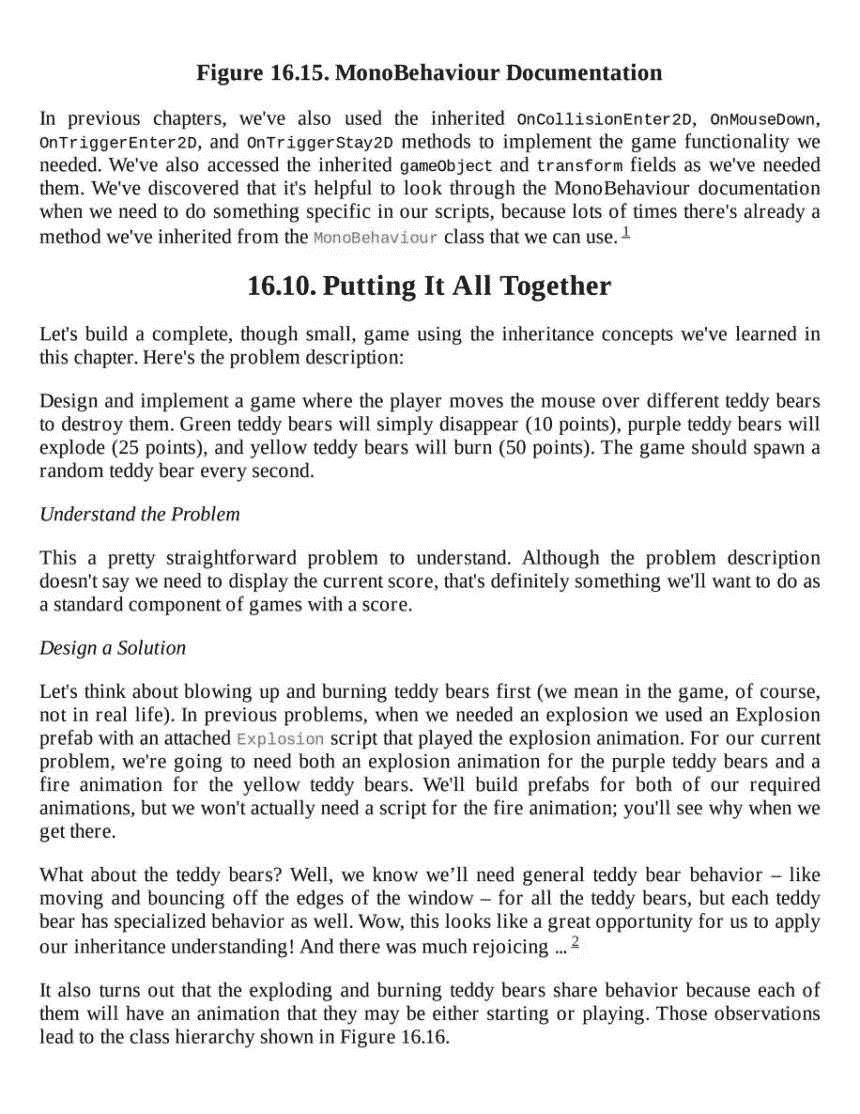 Figure 16.15. MonoBehaviour Documentation
In previous chapters, we've also used the inherited OnCollisionEnter2D, OnMouseDown,
OnTriggerEnter2D, and OnTriggerStay2D methods to implement the game functionality we
needed. We've also accessed the inherited gameObject and transform fields as we've needed
them. We've discovered that it's helpful to look through the MonoBehaviour documentation
when we need to do something specific in our scripts, because lots of times there's already a
method we've inherited from the MonoBehaviour class that we can use. 1
16.10. Putting It All Together
Let's build a complete, though small, game using the inheritance concepts we've learned in
this chapter. Here's the problem description:
Design and implement a game where the player moves the mouse over different teddy bears
to destroy them. Green teddy bears will simply disappear (10 points), purple teddy bears will
explode (25 points), and yellow teddy bears will burn (50 points). The game should spawn a
random teddy bear every second.
Understand the Problem
This a pretty straightforward problem to understand. Although the problem description
doesn't say we need to display the current score, that's definitely something we'll want to do as
a standard component of games with a score.
Design a Solution
Let's think about blowing up and burning teddy bears first (we mean in the game, of course,
not in real life). In previous problems, when we needed an explosion we used an Explosion
prefab with an attached Explosion script that played the explosion animation. For our current
problem, we're going to need both an explosion animation for the purple teddy bears and a
fire animation for the yellow teddy bears. We'll build prefabs for both of our required
animations, but we won't actually need a script for the fire animation; you'll see why when we
get there.
What about the teddy bears? Well, we know we’ll need general teddy bear behavior – like
moving and bouncing off the edges of the window – for all the teddy bears, but each teddy
bear has specialized behavior as well. Wow, this looks like a great opportunity for us to apply
our inheritance understanding! And there was much rejoicing ... 2
It also turns out that the exploding and burning teddy bears share behavior because each of
them will have an animation that they may be either starting or playing. Those observations
lead to the class hierarchy shown in Figure 16.16.